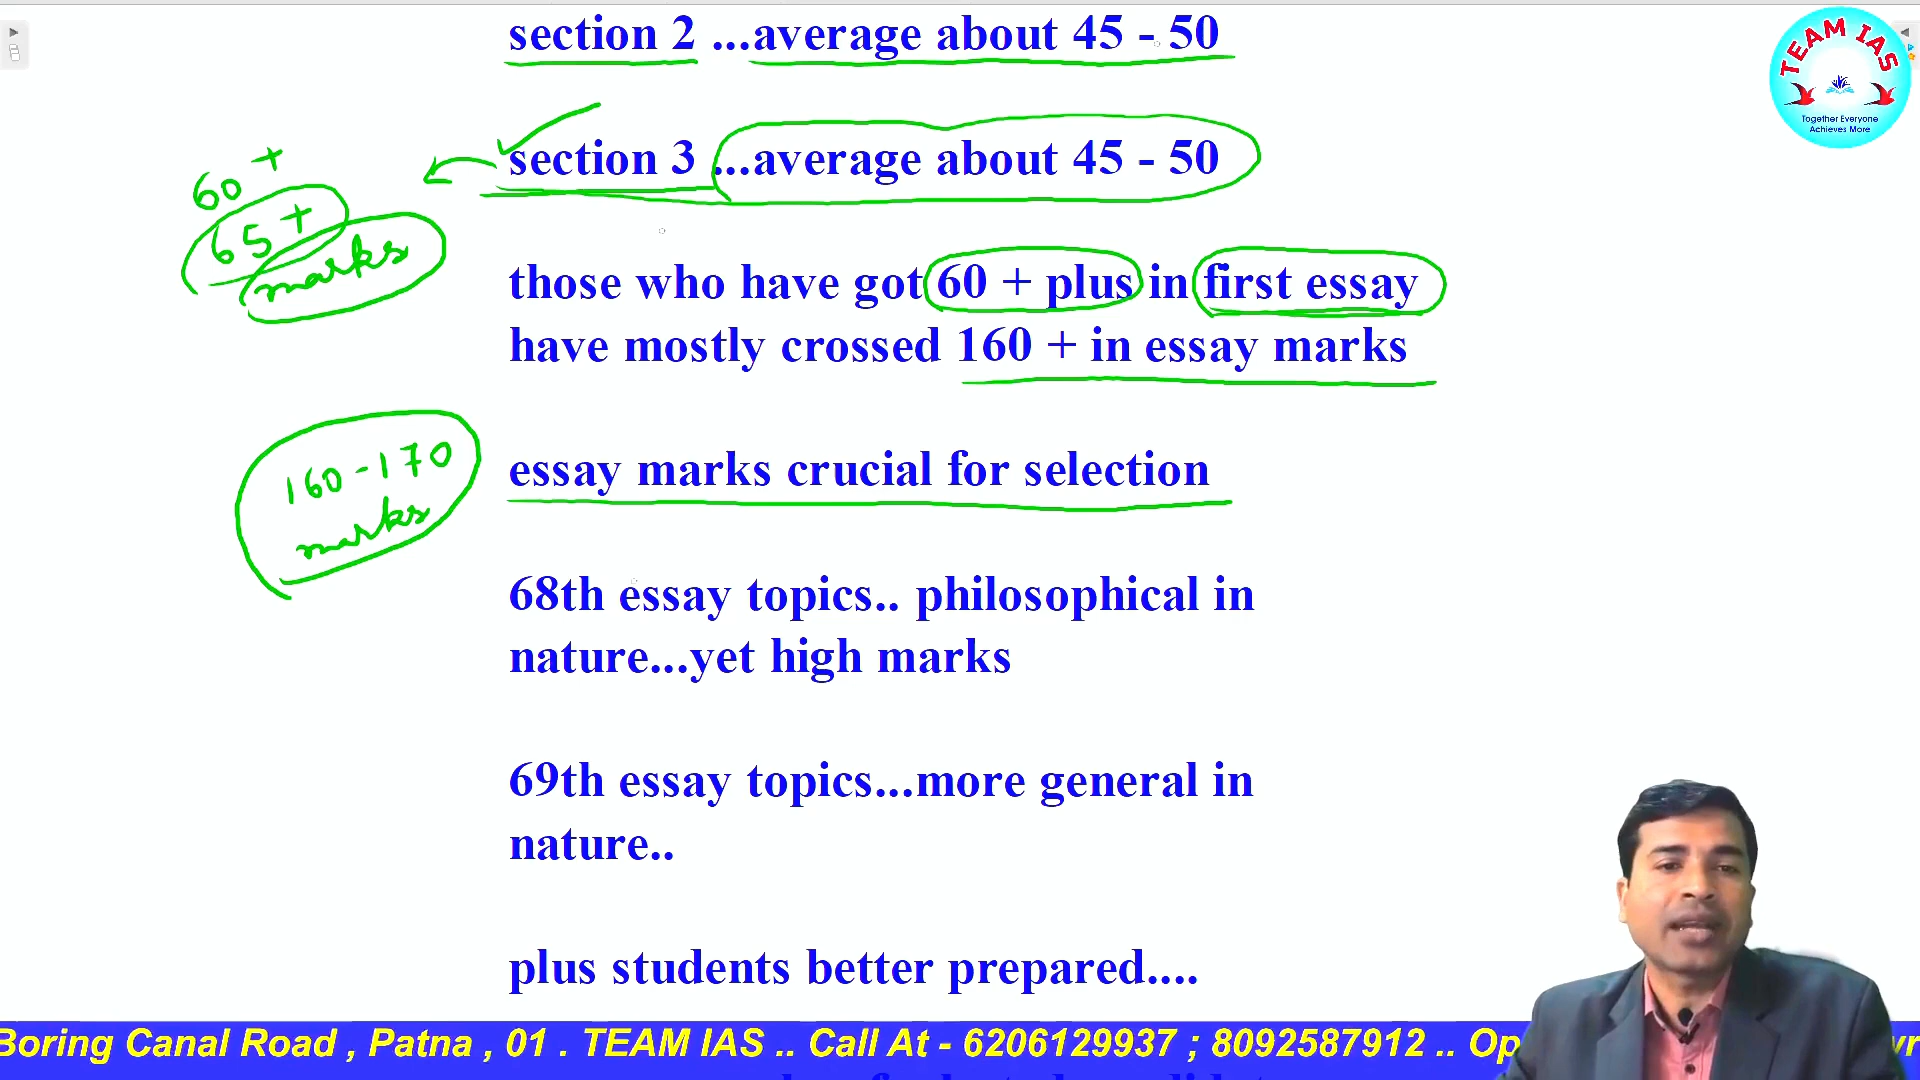 section 2 ...average about 45 - 50
section 3 ...average about 45 - 50
60 +
65 +
marks
those who have got 60 + plus in first essay
have mostly crossed 160 + in essay marks
160-170
marks
essay marks crucial for selection
68th essay topics.. philosophical in
nature...yet high marks
69th essay topics...more general in
nature..
plus students better prepared....
TEAM IAS
Together Everyone
Achieves More
Boring Canal Road , Patna , 01 . TEAM IAS .. Call At - 6206129937 ; 8092587912 .. Op